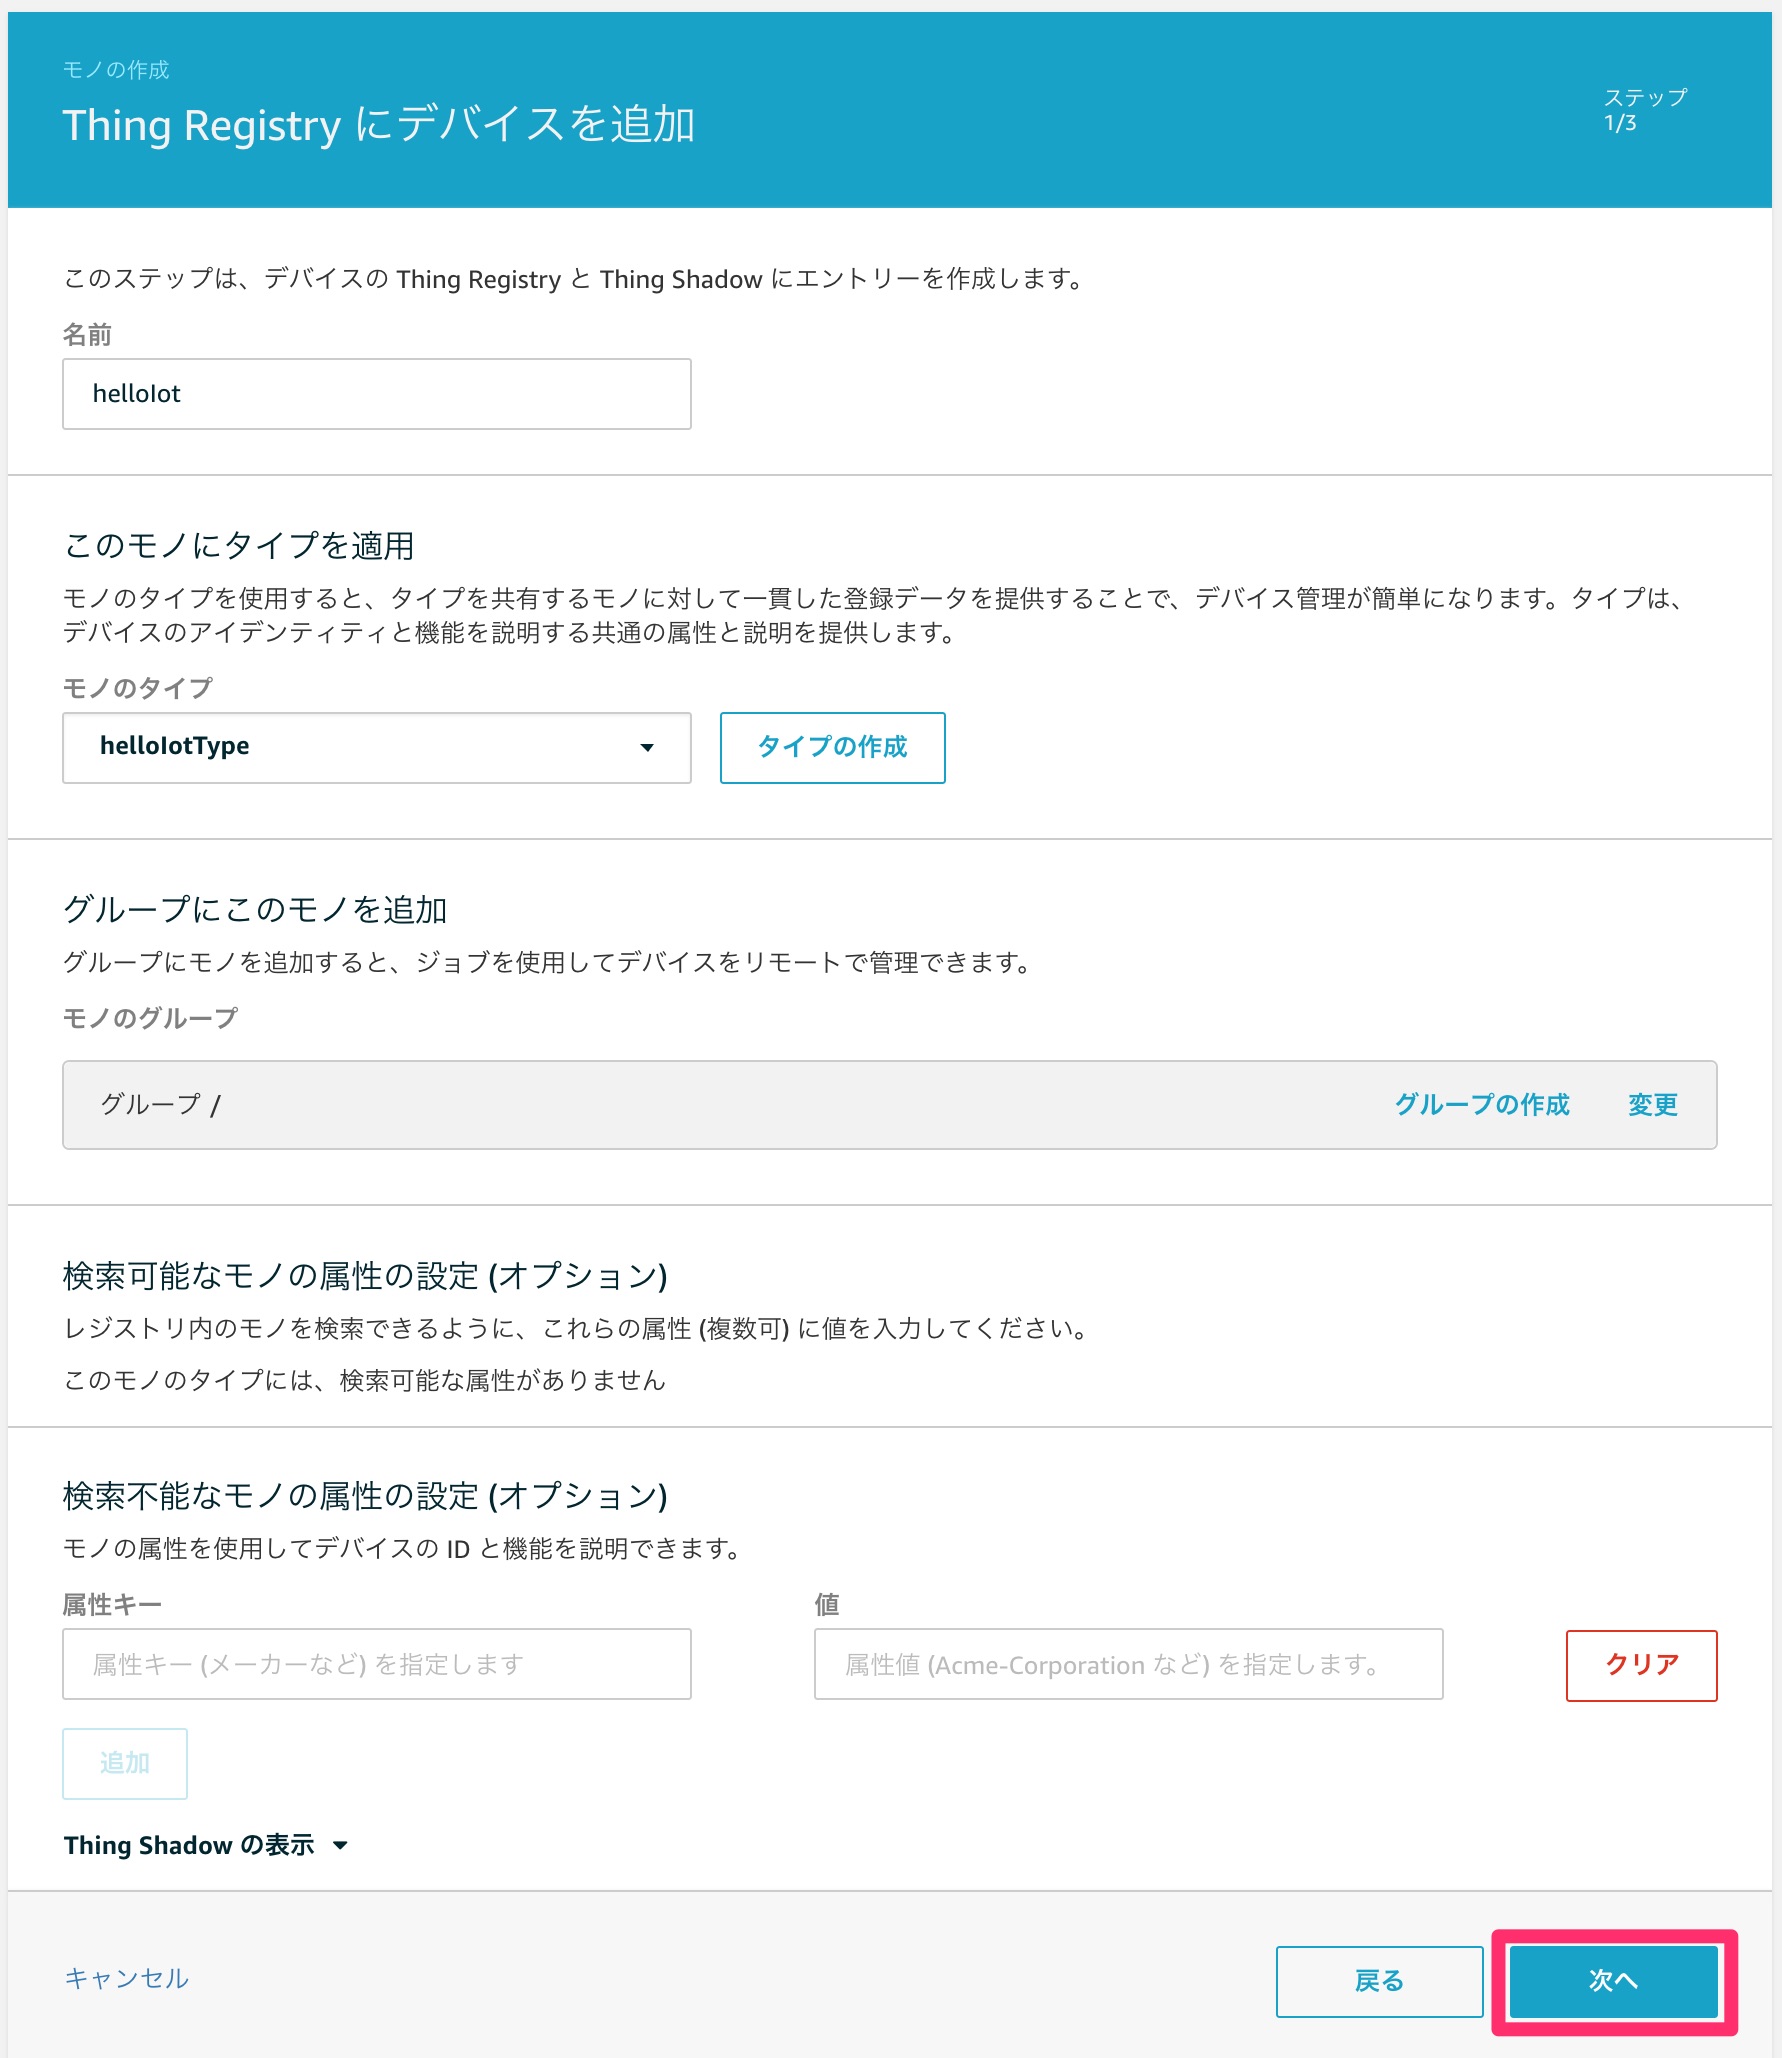 モノの作成
Thing Registry にデバイスを追加
ステップ
1/3
このステップは、デバイスの Thing Registry と Thing Shadow にエントリーを作成します。
名前
helloIot
このモノにタイプを適用
モノのタイプを使用すると、タイプを共有するモノに対して一貫した登録データを提供することで、デバイス管理が簡単になります。タイプは、
デバイスのアイデンティティと機能を説明する共通の属性と説明を提供します。
モノのタイプ
helloIotType
タイプの作成
グループにこのモノを追加
グループにモノを追加すると、ジョブを使用してデバイスをリモートで管理できます。
モノのグループ
グループ / グループの作成 変更
検索可能なモノの属性の設定 (オプション)
レジストリ内のモノを検索できるように、これらの属性 (複数可) に値を入力してください。
このモノのタイプには、検索可能な属性がありません
検索不能なモノの属性の設定 (オプション)
モノの属性を使用してデバイスの ID と機能を説明できます。
属性キー 値
属性キー (メーカーなど) を指定します 属性値 (Acme-Corporation など) を指定します。 クリア
追加
Thing Shadow の表示
キャンセル 戻る 次へ